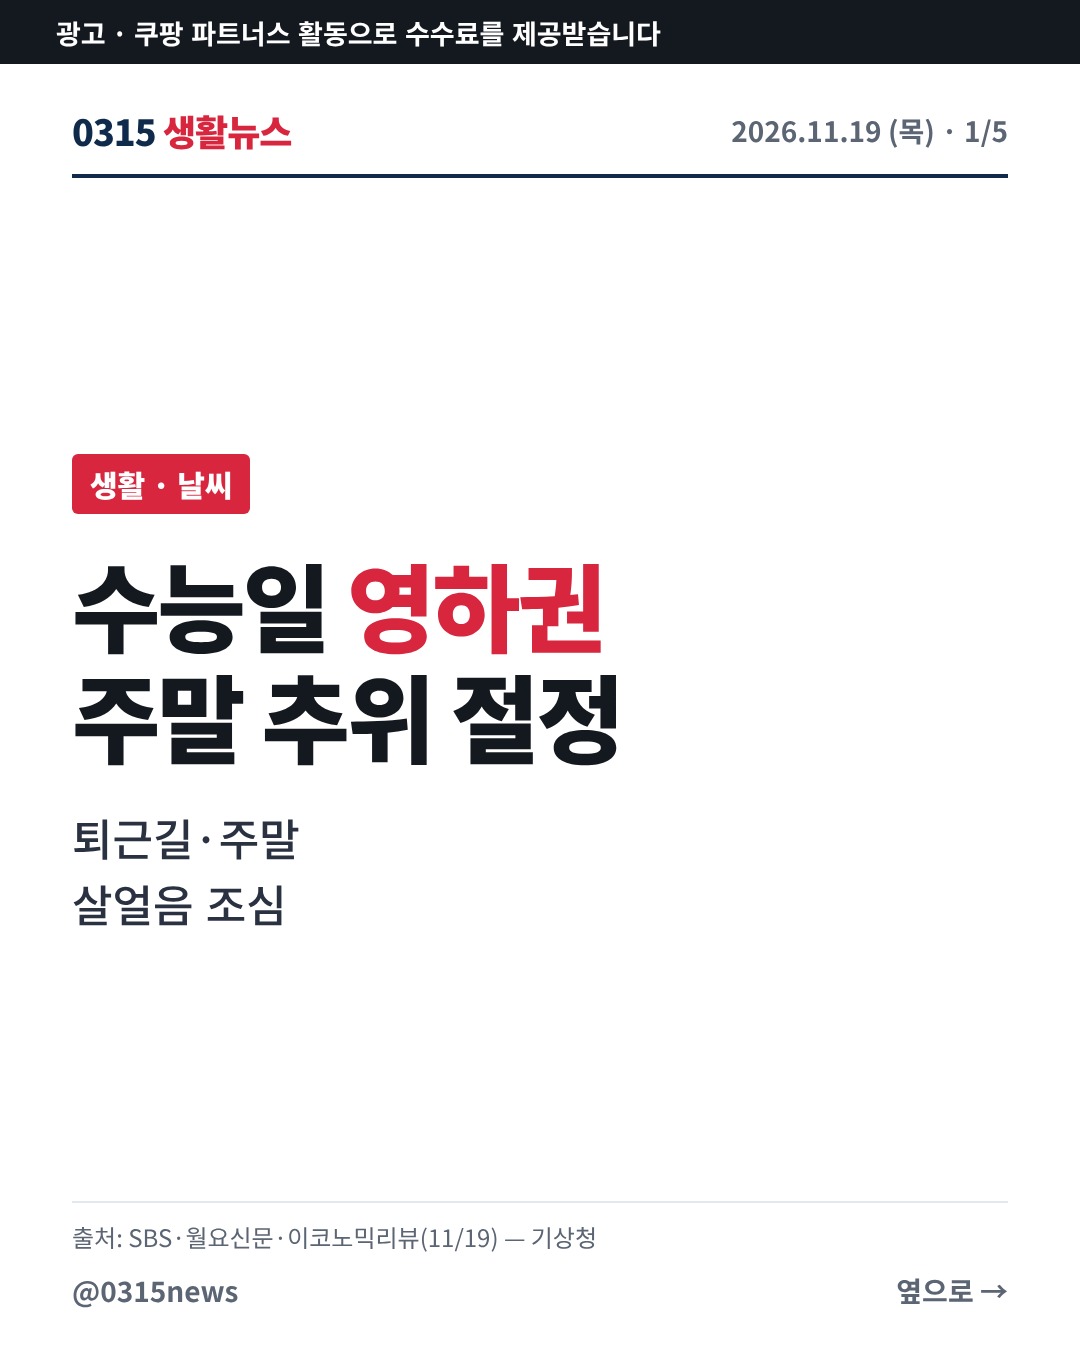 광고 · 쿠팡 파트너스 활동으로 수수료를 제공받습니다
0315 생활뉴스
2026.11.19 (목) · 1/5
생활 · 날씨
수능일 영하권
주말 추위 절정
퇴근길·주말
살얼음 조심
출처: SBS·월요신문·이코노믹리뷰(11/19) — 기상청
@0315news
옆으로 →